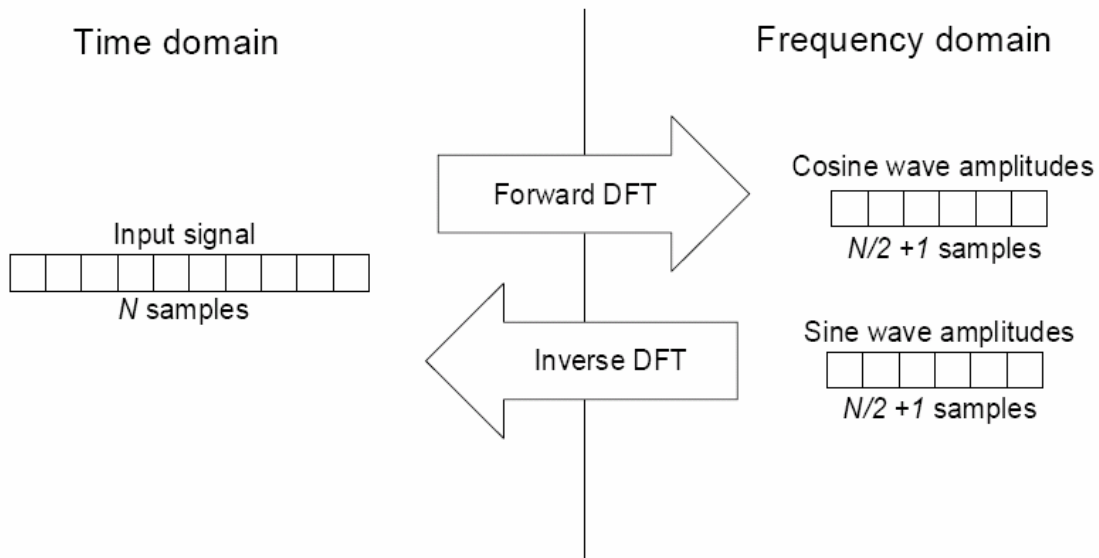 Time domain
Frequency domain
Forward DFT
Cosine wave amplitudes
N/2 +1 samples
Input signal
N samples
Inverse DFT
Sine wave amplitudes
N/2 +1 samples